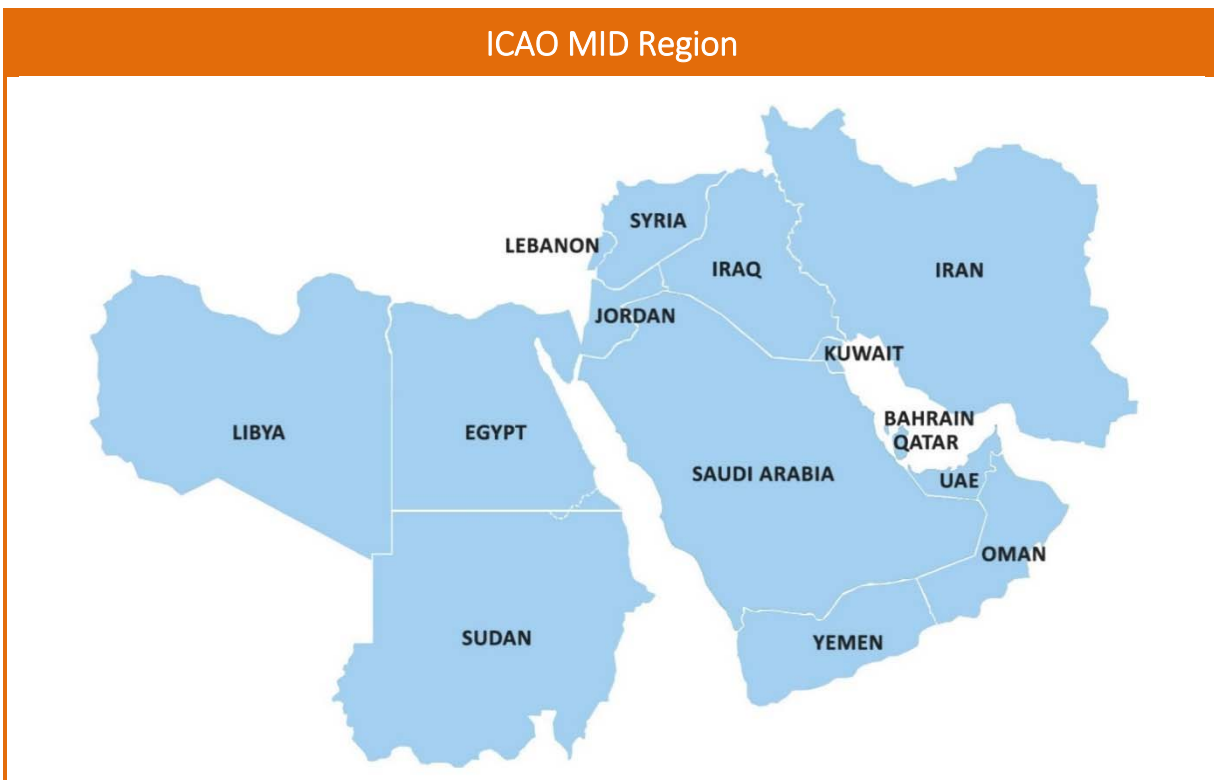 ICAO MID Region
SYRIA
LEBANON
IRAQ
IRAN
JORDAN
KUWAIT
BAHRAIN
QATAR
LIBYA
EGYPT
SAUDI ARABIA
UAE
OMAN
SUDAN
YEMEN